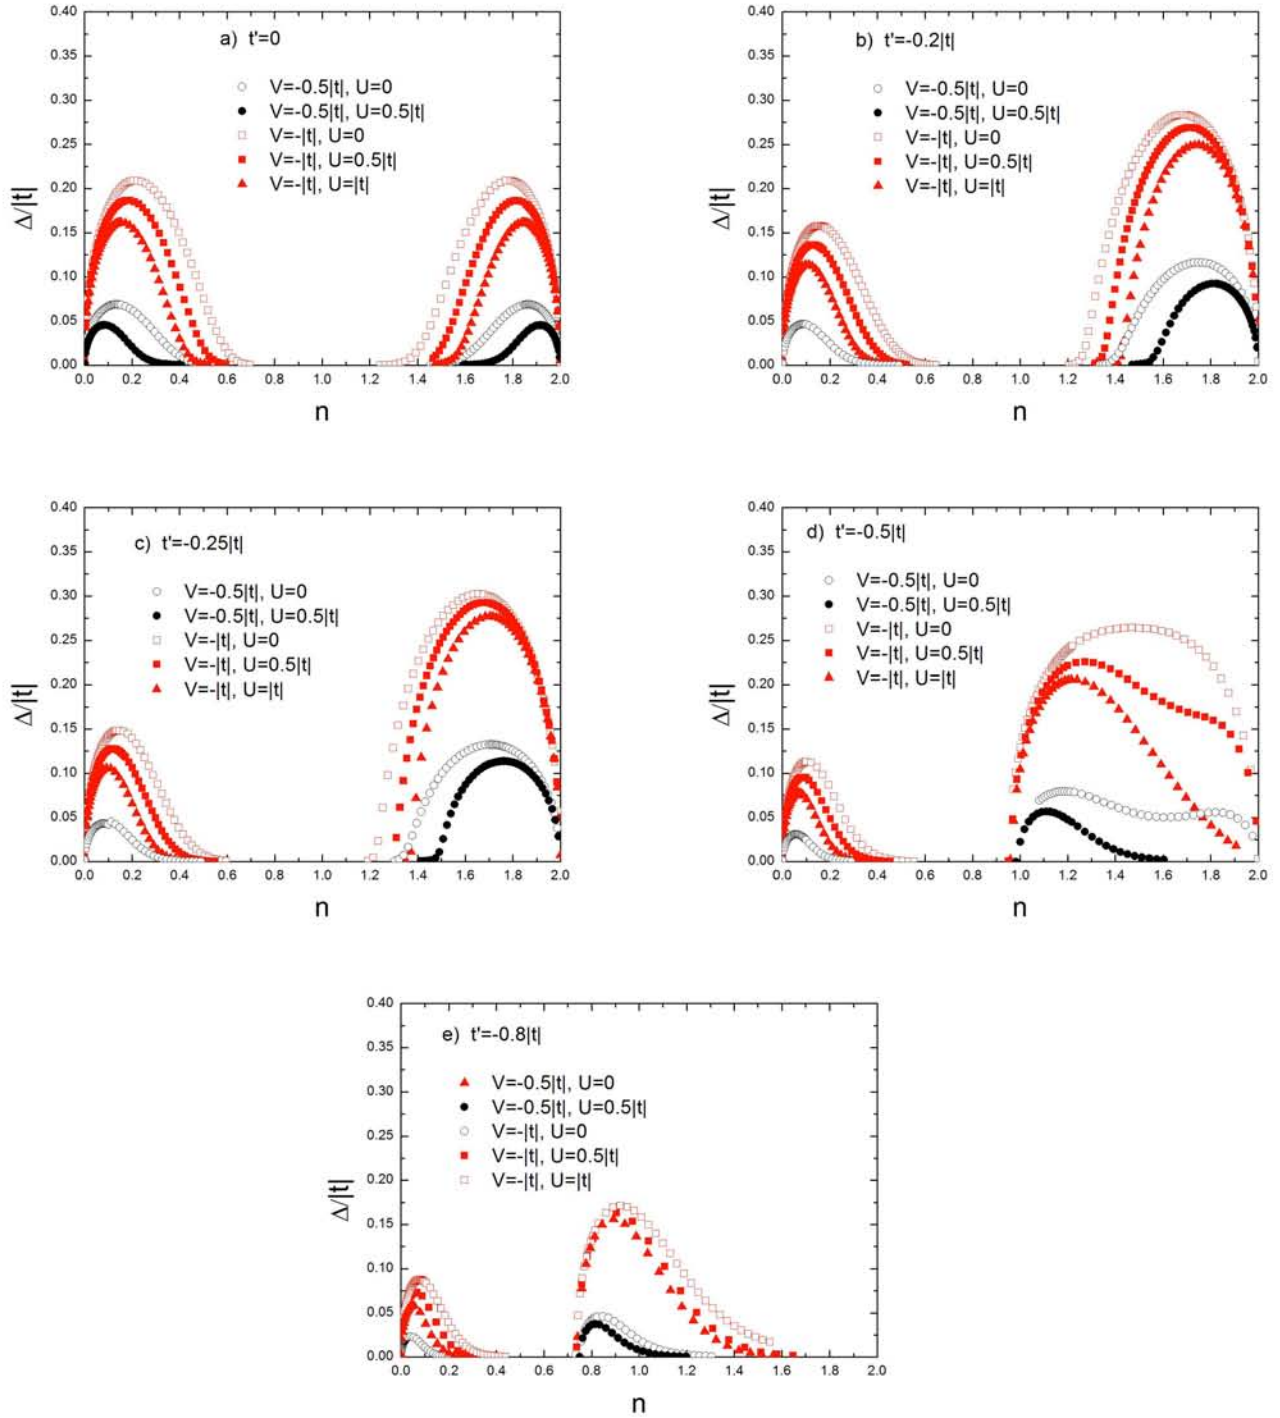 a) t'=0
V=-0.5|t|, U=0
V=-0.5|t|, U=0.5|t|
V=-|t|, U=0
V=-|t|, U=0.5|t|
V=-|t|, U=|t|
0.40
0.35
0.30
0.25
0.20
0.15
0.10
0.05
0.00
Δ/|t|
0.0 0.2 0.4 0.6 0.8 1.0 1.2 1.4 1.6 1.8 2.0
n
b) t'=-0.2|t|
V=-0.5|t|, U=0
V=-0.5|t|, U=0.5|t|
V=-|t|, U=0
V=-|t|, U=0.5|t|
V=-|t|, U=|t|
0.40
0.35
0.30
0.25
0.20
0.15
0.10
0.05
0.00
Δ/|t|
0.0 0.2 0.4 0.6 0.8 1.0 1.2 1.4 1.6 1.8 2.0
n
c) t'=-0.25|t|
V=-0.5|t|, U=0
V=-0.5|t|, U=0.5|t|
V=-|t|, U=0
V=-|t|, U=0.5|t|
V=-|t|, U=|t|
0.40
0.35
0.30
0.25
0.20
0.15
0.10
0.05
0.00
Δ/|t|
0.0 0.2 0.4 0.6 0.8 1.0 1.2 1.4 1.6 1.8 2.0
n
d) t'=-0.5|t|
V=-0.5|t|, U=0
V=-0.5|t|, U=0.5|t|
V=-|t|, U=0
V=-|t|, U=0.5|t|
V=-|t|, U=|t|
0.40
0.35
0.30
0.25
0.20
0.15
0.10
0.05
0.00
Δ/|t|
0.0 0.2 0.4 0.6 0.8 1.0 1.2 1.4 1.6 1.8 2.0
n
e) t'=-0.8|t|
V=-0.5|t|, U=0
V=-0.5|t|, U=0.5|t|
V=-|t|, U=0
V=-|t|, U=0.5|t|
V=-|t|, U=|t|
0.40
0.35
0.30
0.25
0.20
0.15
0.10
0.05
0.00
Δ/|t|
0.0 0.2 0.4 0.6 0.8 1.0 1.2 1.4 1.6 1.8 2.0
n